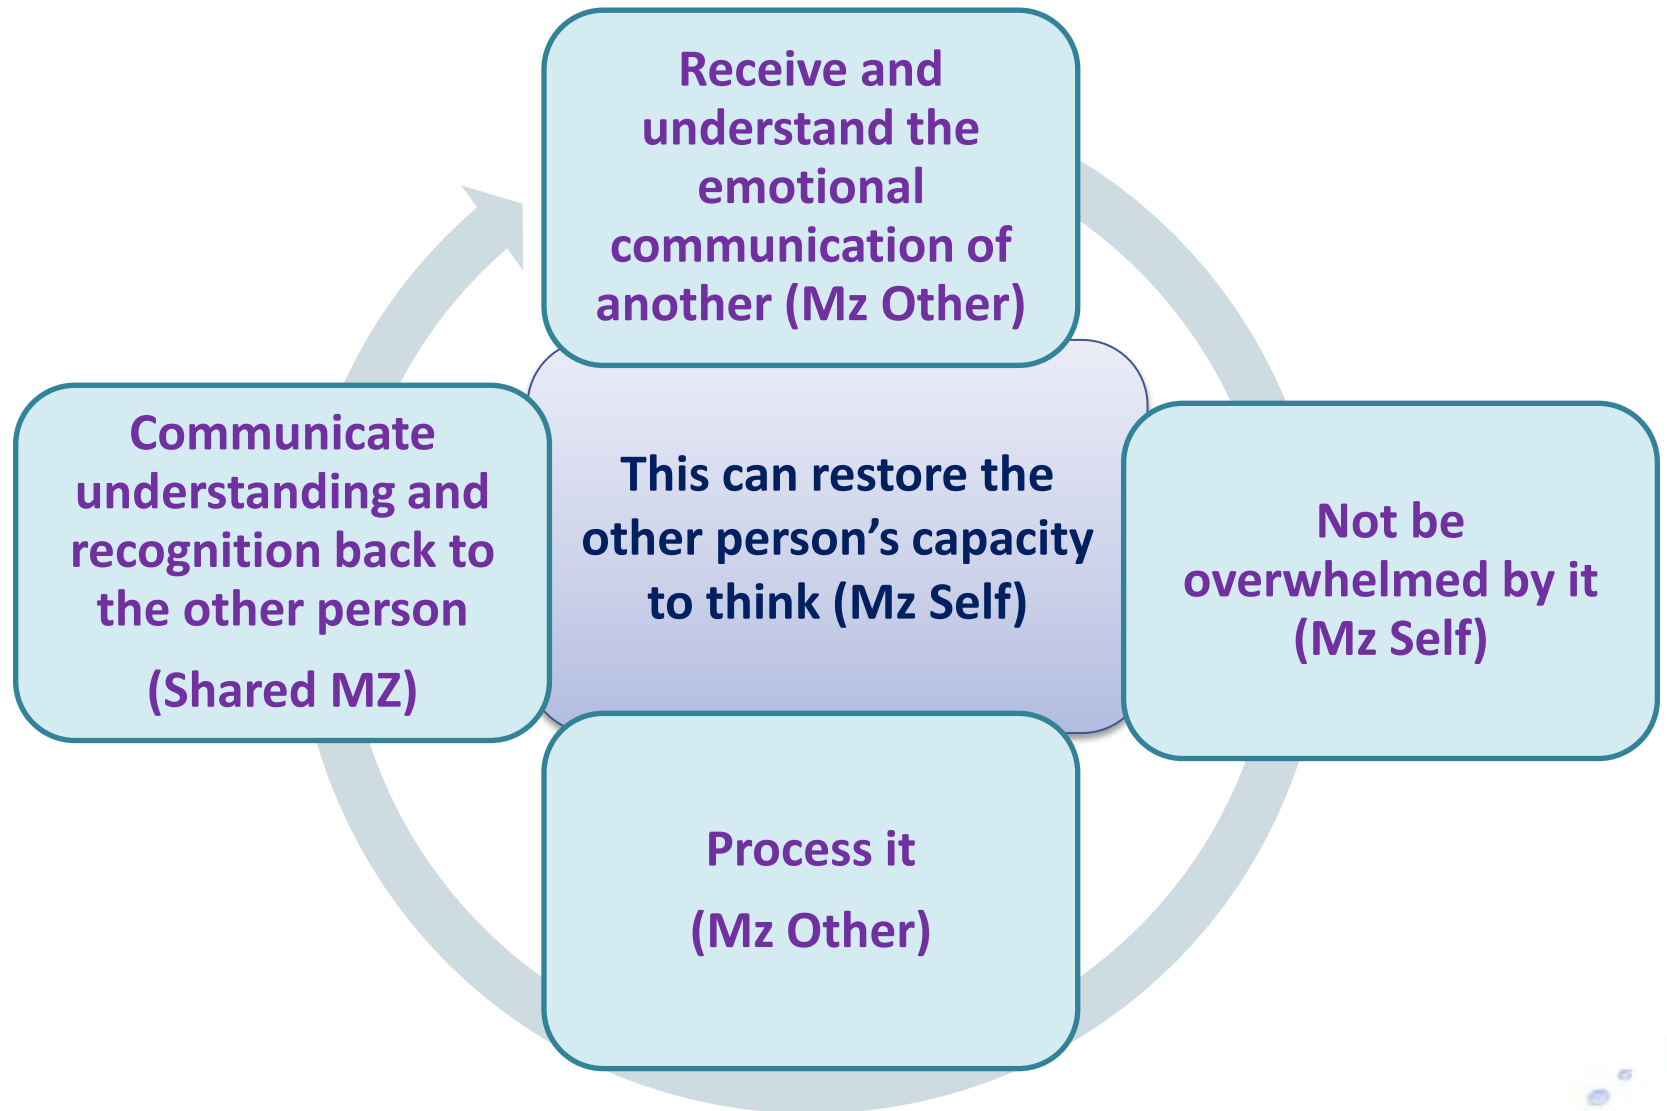 Receive and
understand the
emotional
communication of
another (Mz Other)
Not be
overwhelmed by it
(Mz Self)
Process it
(Mz Other)
Communicate
understanding and
recognition back to
the other person
(Shared MZ)
This can restore the
other person’s capacity
to think (Mz Self)